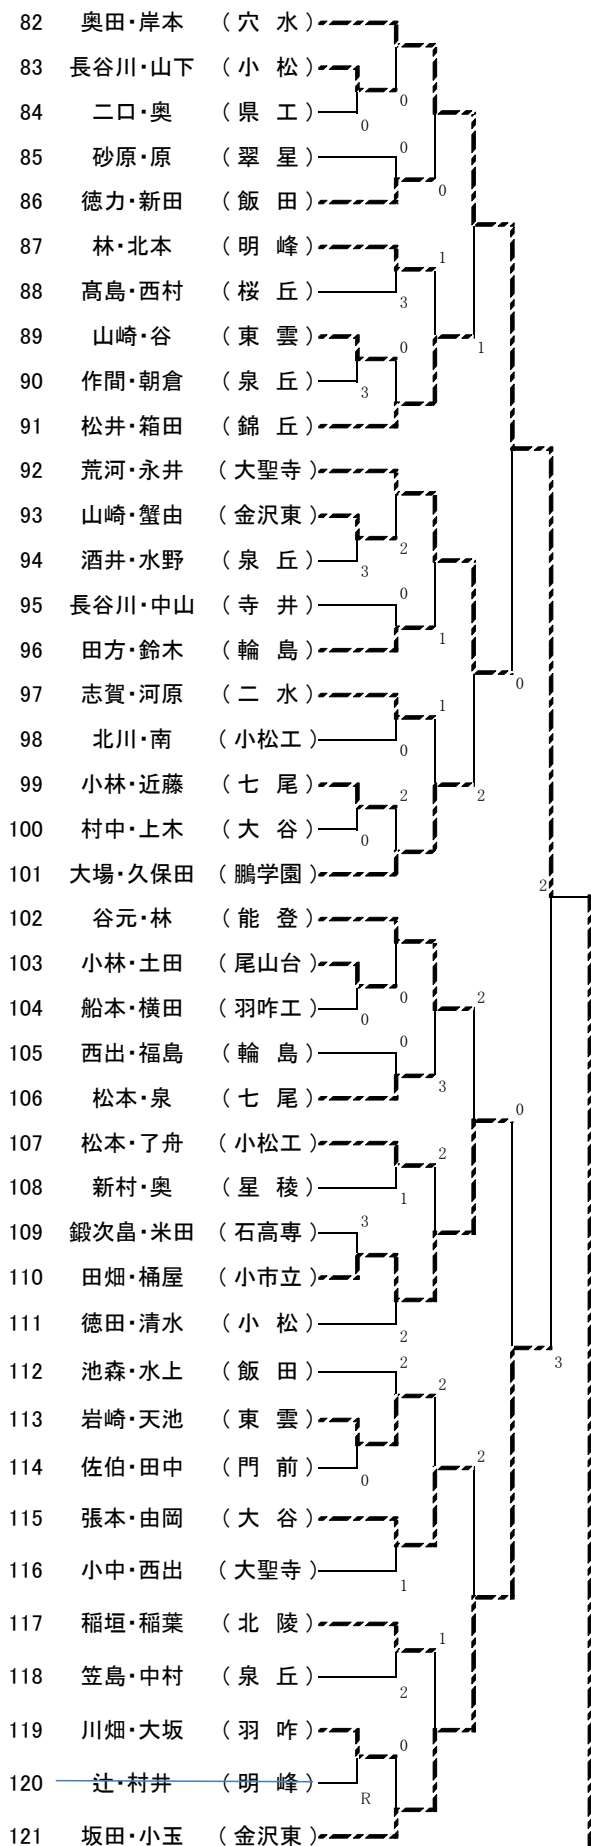 82 奥田・岸本 （ 穴 水 ）
83 長谷川・山下 （ 小 松 ）
0
84 二口・奥 （ 県 工 ）
0
0
85 砂原・原 （ 翠 星 ）
0
86 徳力・新田 （ 飯 田 ）
87 林・北本 （ 明 峰 ）
1
88 髙島・西村 （ 桜 丘 ）
3
89 山崎・谷 （ 東 雲 ）
0
1
90 作間・朝倉 （ 泉 丘 ）
3
91 松井・箱田 （ 錦 丘 ）
92 荒河・永井 （ 大聖寺 ）
93 山崎・蟹由 （ 金沢東 ）
2
94 酒井・水野 （ 泉 丘 ）
3
0
95 長谷川・中山 （ 寺 井 ）
1
96 田方・鈴木 （ 輪 島 ）
0
97 志賀・河原 （ 二 水 ）
1
98 北川・南 （ 小松工 ）
0
99 小林・近藤 （ 七 尾 ）
2
2
100 村中・上木 （ 大 谷 ）
0
101 大場・久保田 （ 鵬学園 ）
2
102 谷元・林 （ 能 登 ）
103 小林・土田 （ 尾山台 ）
0
2
104 船本・横田 （ 羽咋工 ）
0
0
105 西出・福島 （ 輪 島 ）
3
106 松本・泉 （ 七 尾 ）
0
107 松本・了舟 （ 小松工 ）
2
108 新村・奥 （ 星 稜 ）
1
3
109 鍛次畠・米田 （ 石高専 ）
110 田畑・桶屋 （ 小市立 ）
111 徳田・清水 （ 小 松 ）
2
2
3
112 池森・水上 （ 飯 田 ）
2
113 岩崎・天池 （ 東 雲 ）
2
114 佐伯・田中 （ 門 前 ）
0
115 張本・由岡 （ 大 谷 ）
116 小中・西出 （ 大聖寺 ）
1
117 稲垣・稲葉 （ 北 陵 ）
1
118 笠島・中村 （ 泉 丘 ）
2
119 川畑・大坂 （ 羽 咋 ）
0
120 辻・村井 （ 明 峰 ）
R
121 坂田・小玉 （ 金沢東 ）